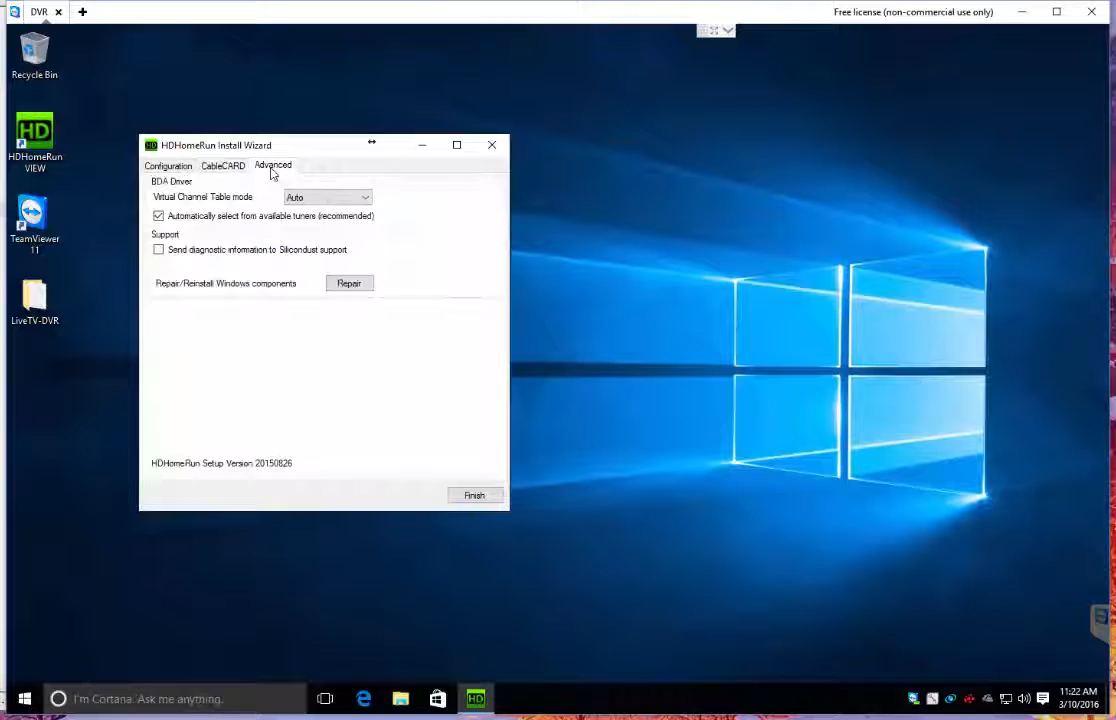 DVR
Free license (non-commercial use only)
Recycle Bin
HD
HDHomeRun
VIEW
TeamViewer
11
LiveTV-DVR
HD HDHomeRun Install Wizard
Configuration CableCARD Advanced
BDA Driver
Virtual Channel Table mode Auto
Automatically select from available tuners (recommended)
Support
Send diagnostic information to Silicondust support
Repair/Reinstall Windows components Repair
HDHomeRun Setup Version 20150826
Finish
I'm Cortana. Ask me anything.
HD
11:22 AM
3/10/2016